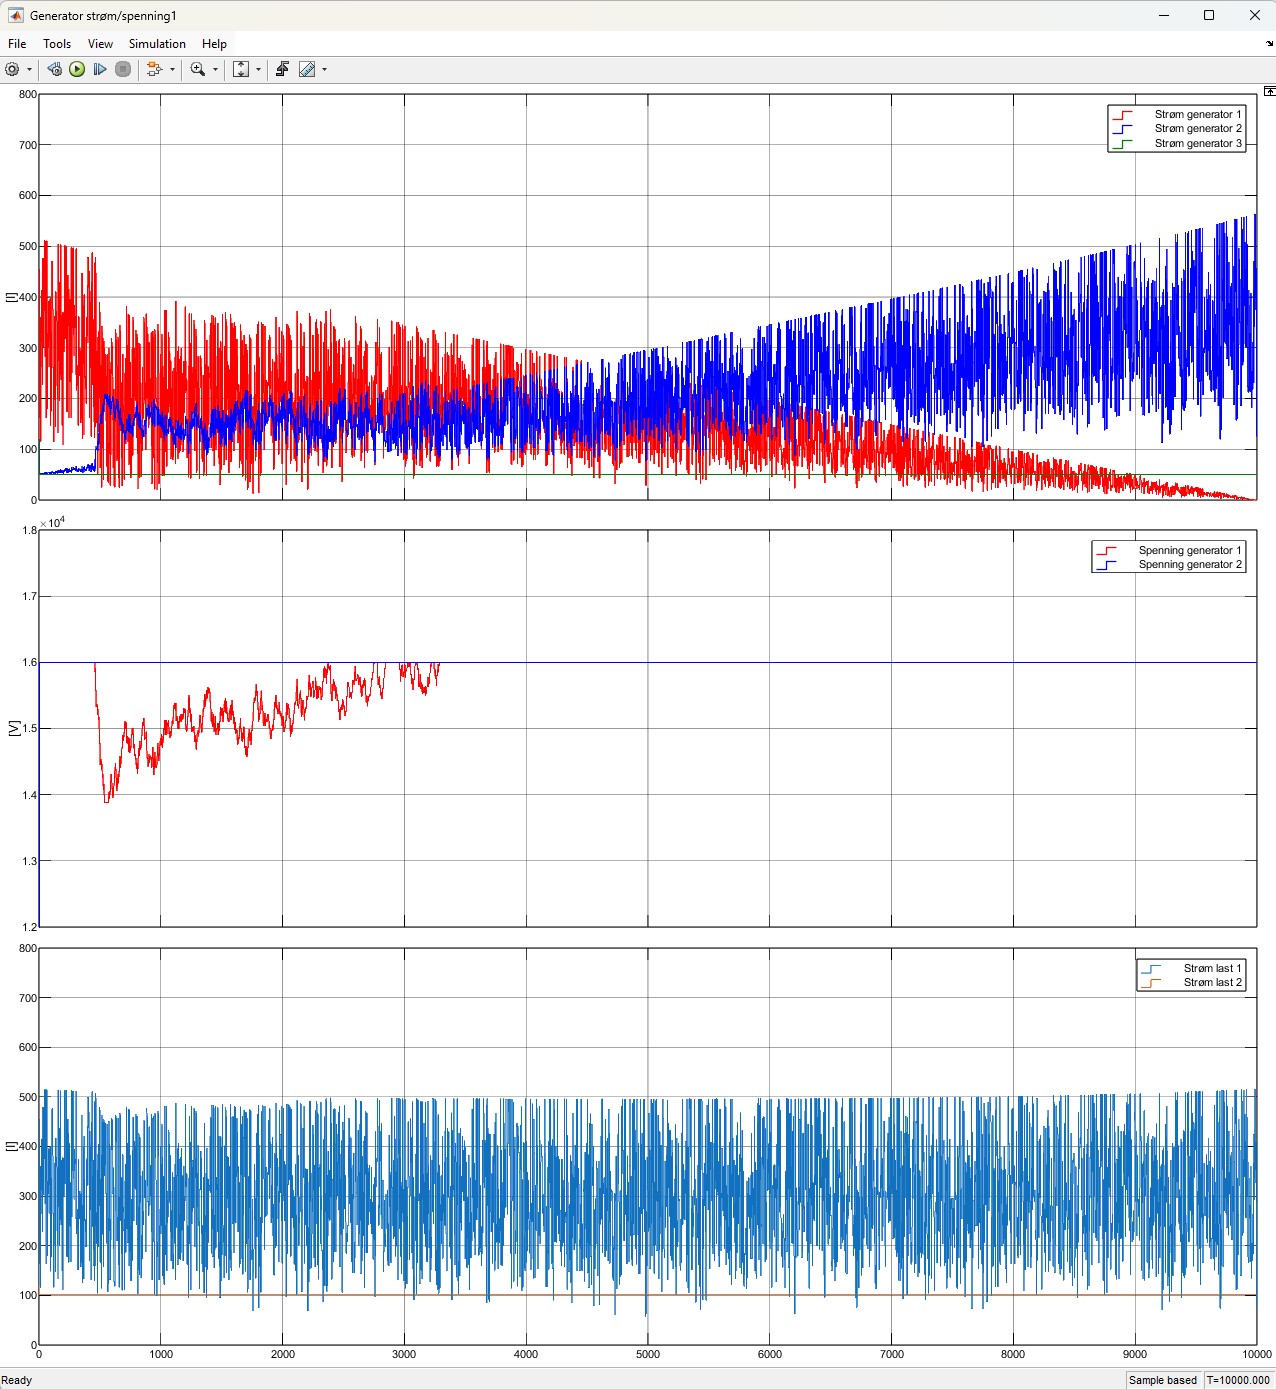 Generator strøm/spenning1
File Tools View Simulation Help
800
700
600
500
400
300
200
100
0
[I]
Strøm generator 1
Strøm generator 2
Strøm generator 3
×10⁴
1.8
1.7
1.6
1.5
1.4
1.3
1.2
[V]
Spenning generator 1
Spenning generator 2
800
700
600
500
400
300
200
100
0
[I]
Strøm last 1
Strøm last 2
0 1000 2000 3000 4000 5000 6000 7000 8000 9000 10000
Ready Sample based T=10000.000